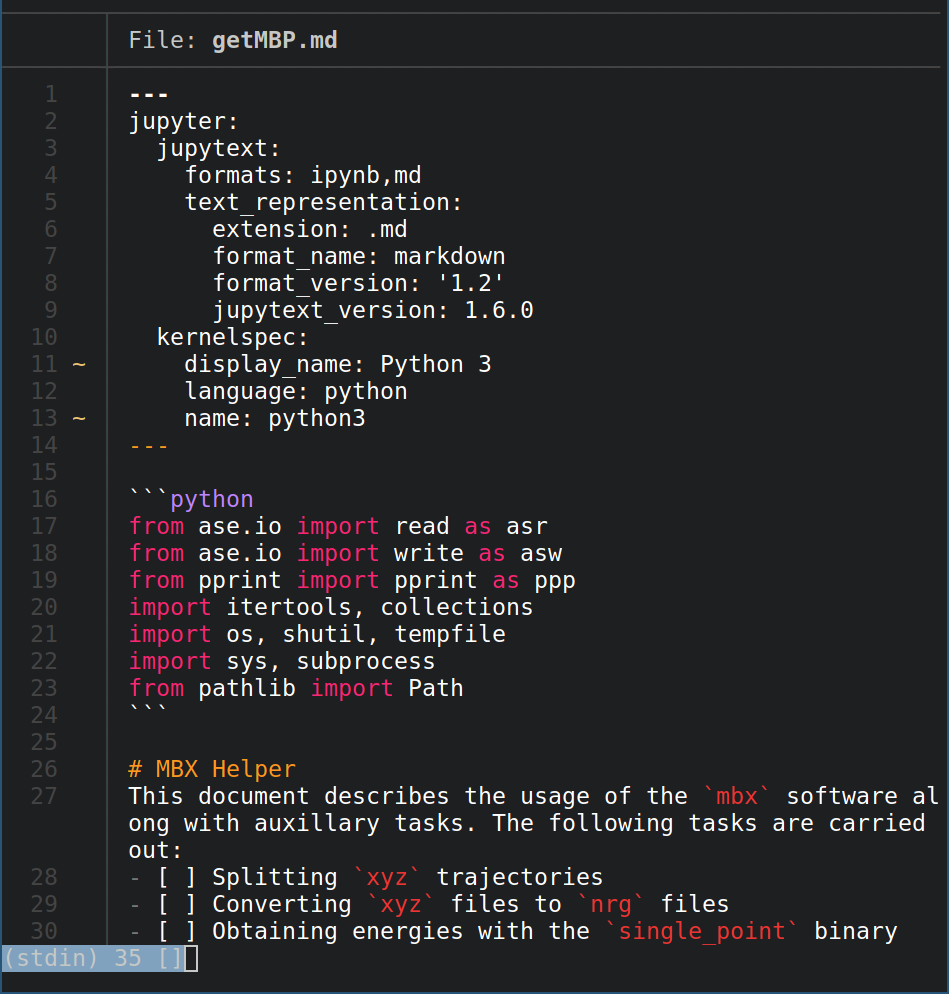 File: getMBP.md
1 ---
2 jupyter:
3   jupytext:
4     formats: ipynb,md
5     text_representation:
6       extension: .md
7       format_name: markdown
8       format_version: '1.2'
9       jupytext_version: 1.6.0
10   kernelspec:
11 ~     display_name: Python 3
12     language: python
13 ~     name: python3
14 ---
15
16 ```python
17 from ase.io import read as asr
18 from ase.io import write as asw
19 from pprint import pprint as ppp
20 import itertools, collections
21 import os, shutil, tempfile
22 import sys, subprocess
23 from pathlib import Path
24 ```
25
26 # MBX Helper
27 This document describes the usage of the `mbx` software al
ong with auxillary tasks. The following tasks are carried
out:
28 - [ ] Splitting `xyz` trajectories
29 - [ ] Converting `xyz` files to `nrg` files
30 - [ ] Obtaining energies with the `single_point` binary
(stdin) 35 []